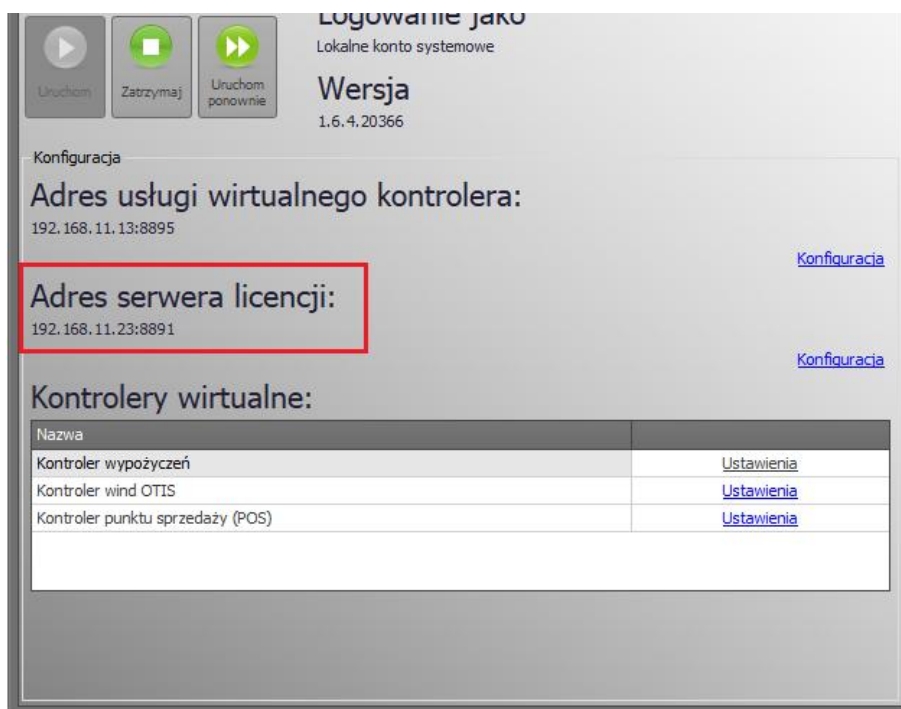 Logowanie jako
Lokalne konto systemowe
Uruchom
Zatrzymaj
Uruchom
ponownie
Wersja
1.6.4.20366
Konfiguracja
Adres usługi wirtualnego kontrolera:
192.168.11.13:8895
Konfiguracja
Adres serwera licencji:
192.168.11.23:8891
Konfiguracja
Kontrolery wirtualne:
Nazwa
Kontroler wypożyczeń Ustawienia
Kontroler wind OTIS Ustawienia
Kontroler punktu sprzedaży (POS) Ustawienia